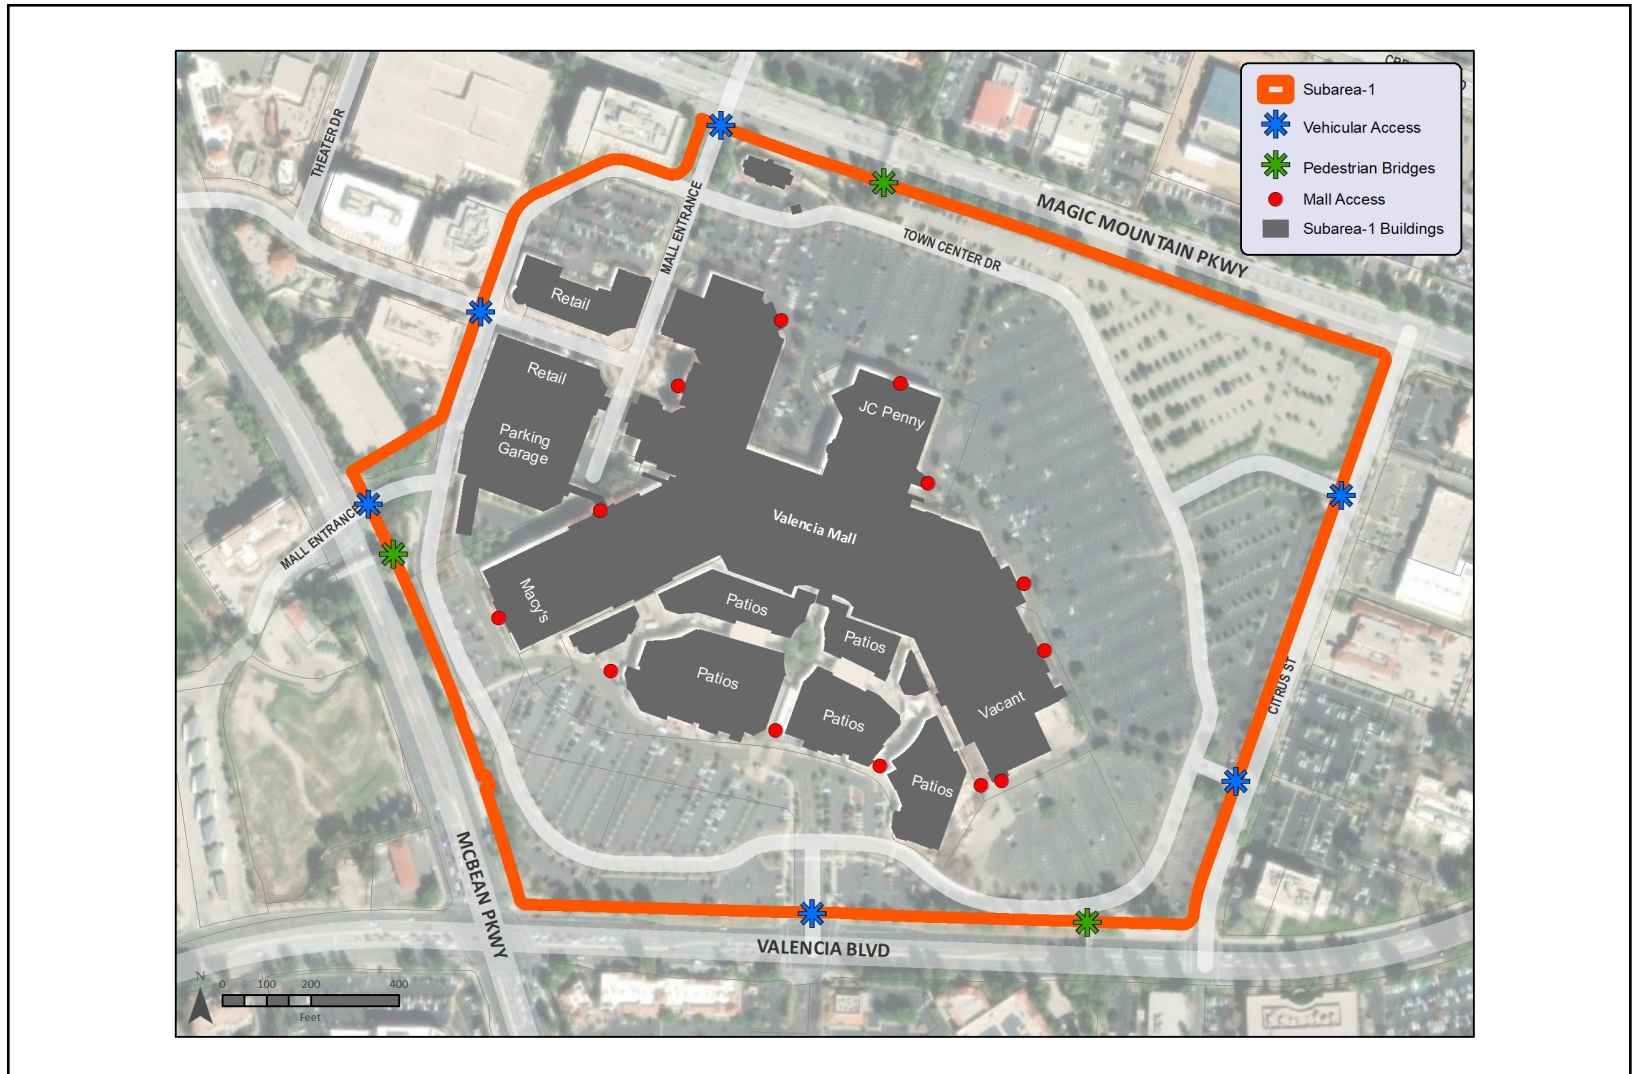 Subarea-1
Vehicular Access
Pedestrian Bridges
Mall Access
Subarea-1 Buildings
THEATER DR
MALL ENTRANCE
MAGIC MOUNTAIN PKWY
TOWN CENTER DR
Retail
Retail
Parking
Garage
JC Penny
Valencia Mall
MALL ENTRANCE
Macy's
Patios
Patios
Patios
Patios
Vacant
Patios
CITRUS ST
MCBEAN PKWY
VALENCIA BLVD
N
0 100 200 400
Feet